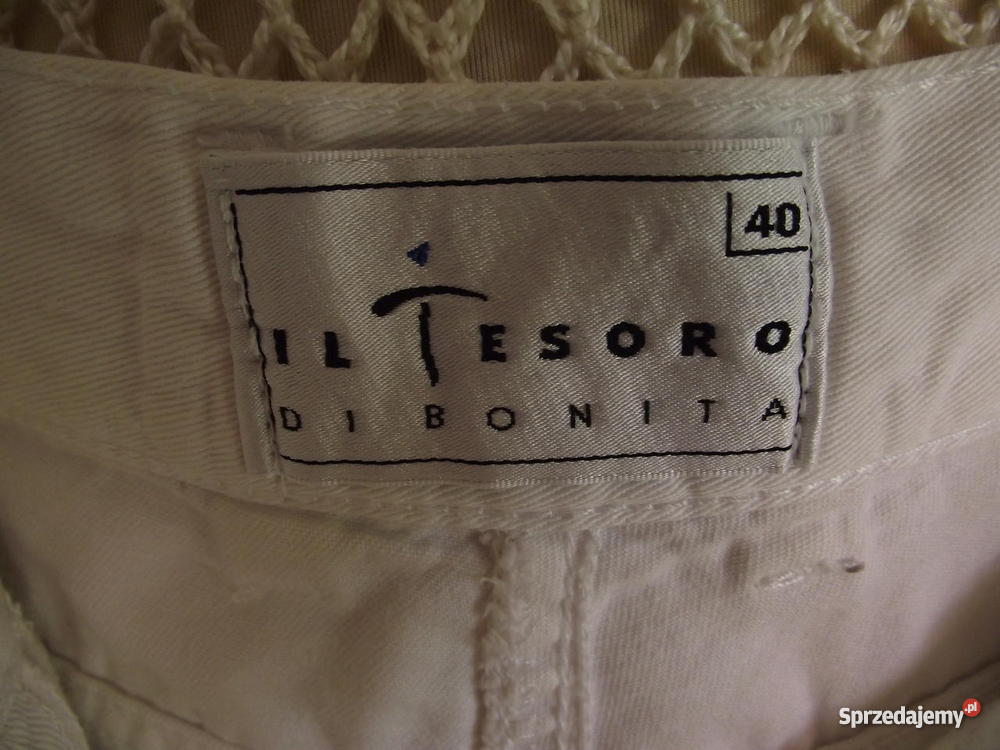 40
IL TESORO
DI BONITA
Sprzedajemy.pl